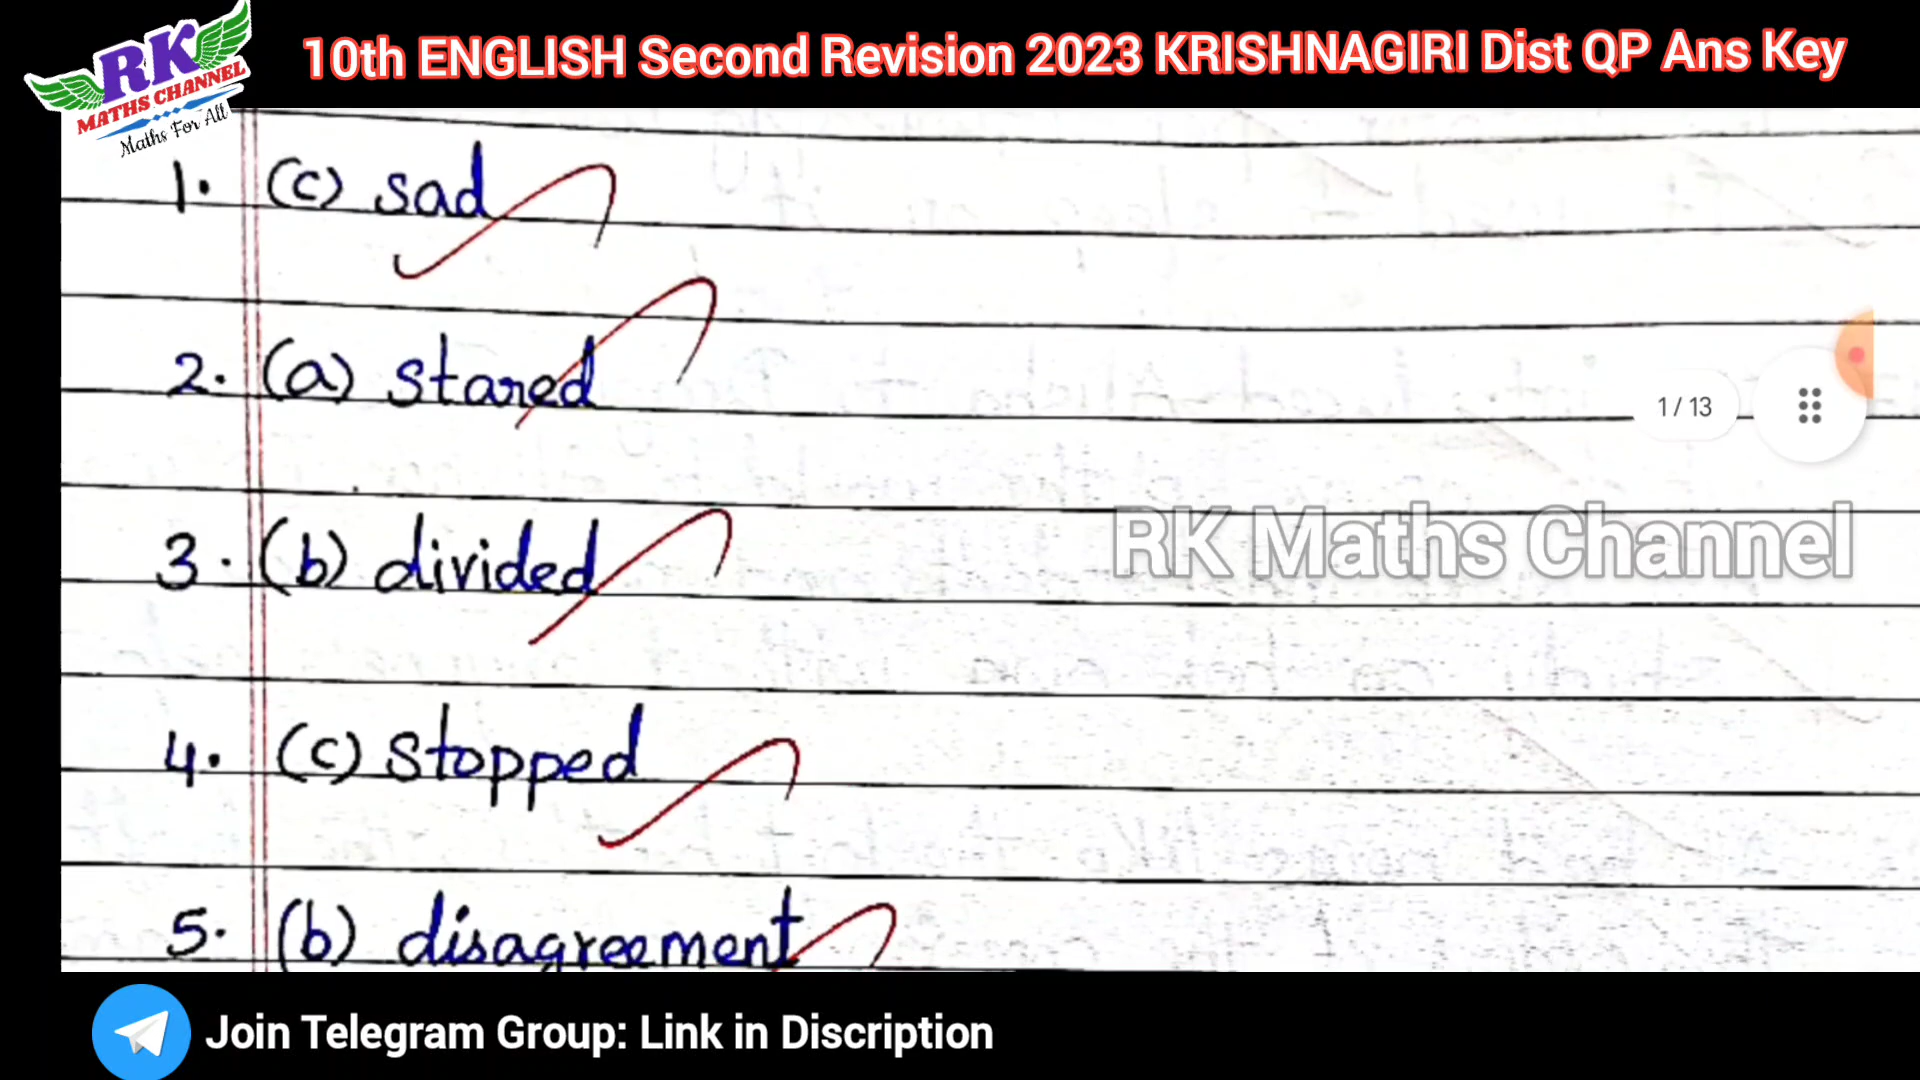 RK
MATHS CHANNEL
Maths For All
10th ENGLISH Second Revision 2023 KRISHNAGIRI Dist QP Ans Key
1. (c) sad
2. (a) stared
3. (b) divided
4. (c) stopped
5. (b) disagreement
1 / 13
RK Maths Channel
Join Telegram Group: Link in Discription